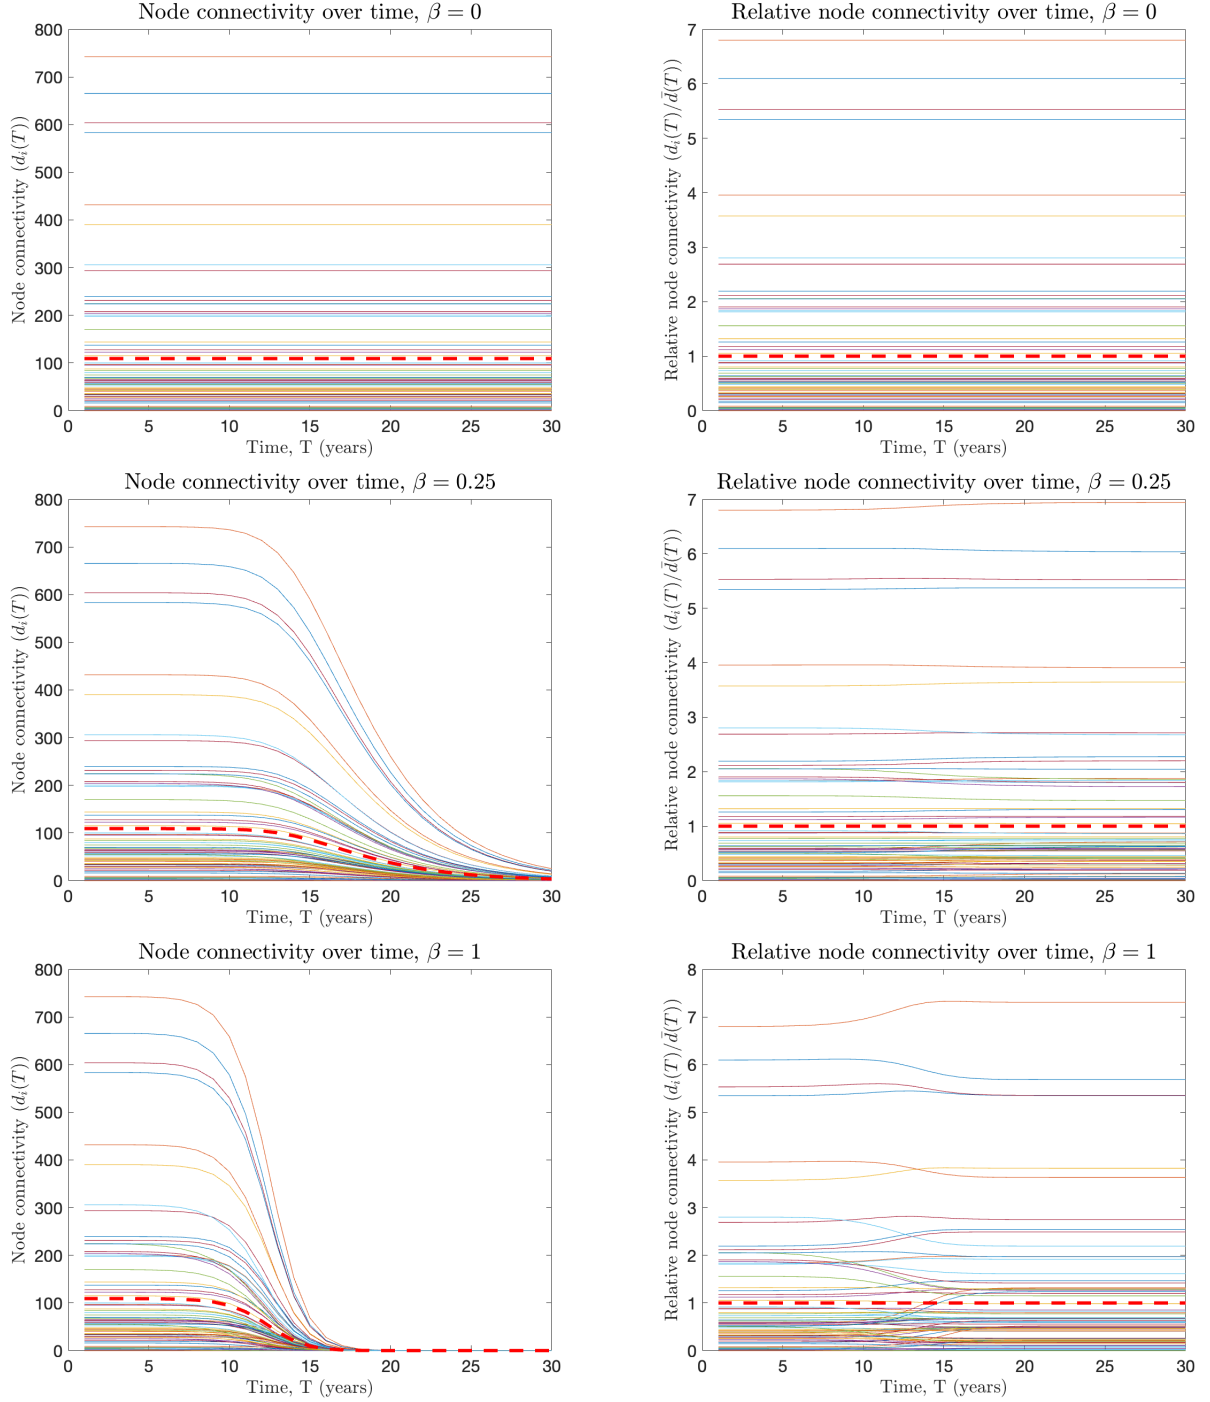 Node connectivity over time, β = 0
800
700
600
500
400
300
200
100
0
0 5 10 15 20 25 30
Node connectivity (d_i(T))
Time, T (years)
Relative node connectivity over time, β = 0
7
6
5
4
3
2
1
0
0 5 10 15 20 25 30
Relative node connectivity (d_i(T)/d̄(T))
Time, T (years)
Node connectivity over time, β = 0.25
800
700
600
500
400
300
200
100
0
0 5 10 15 20 25 30
Node connectivity (d_i(T))
Time, T (years)
Relative node connectivity over time, β = 0.25
7
6
5
4
3
2
1
0
0 5 10 15 20 25 30
Relative node connectivity (d_i(T)/d̄(T))
Time, T (years)
Node connectivity over time, β = 1
800
700
600
500
400
300
200
100
0
0 5 10 15 20 25 30
Node connectivity (d_i(T))
Time, T (years)
Relative node connectivity over time, β = 1
8
7
6
5
4
3
2
1
0
0 5 10 15 20 25 30
Relative node connectivity (d_i(T)/d̄(T))
Time, T (years)